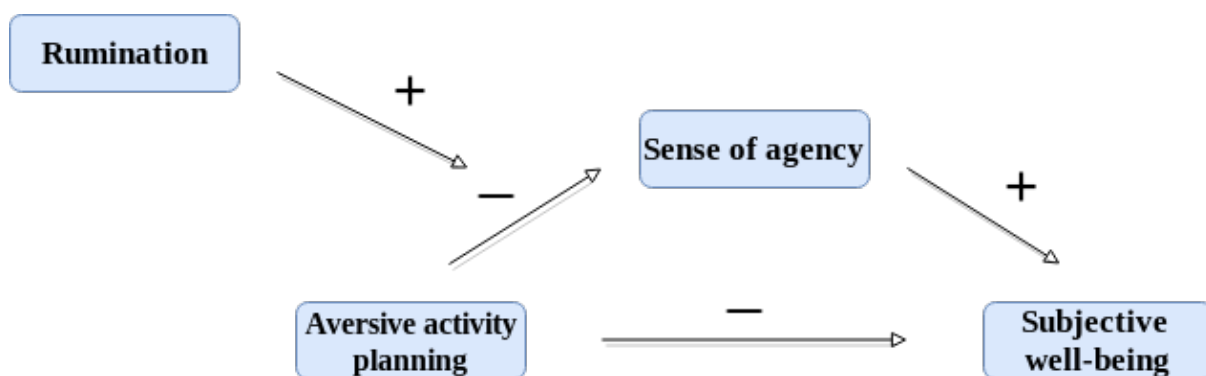 Rumination
+
Sense of agency
−
+
Aversive activity
planning
−
Subjective
well-being